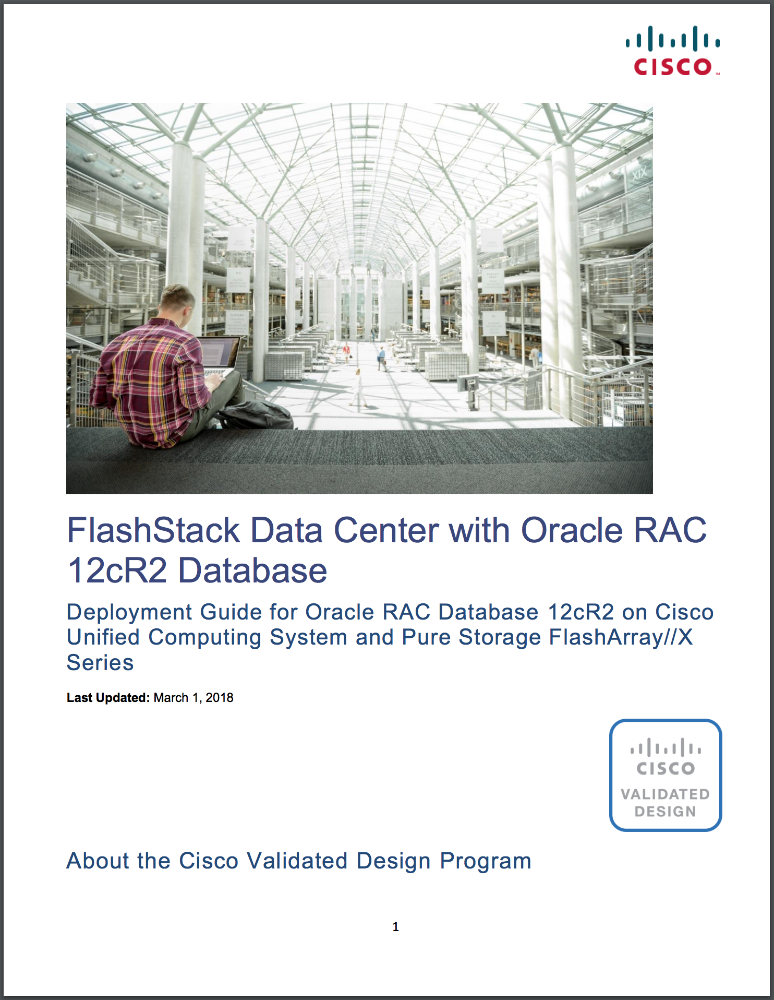 CISCO
TM
XIX
FlashStack Data Center with Oracle RAC
12cR2 Database
Deployment Guide for Oracle RAC Database 12cR2 on Cisco
Unified Computing System and Pure Storage FlashArray//X
Series
Last Updated: March 1, 2018
CISCO
VALIDATED
DESIGN
About the Cisco Validated Design Program
1